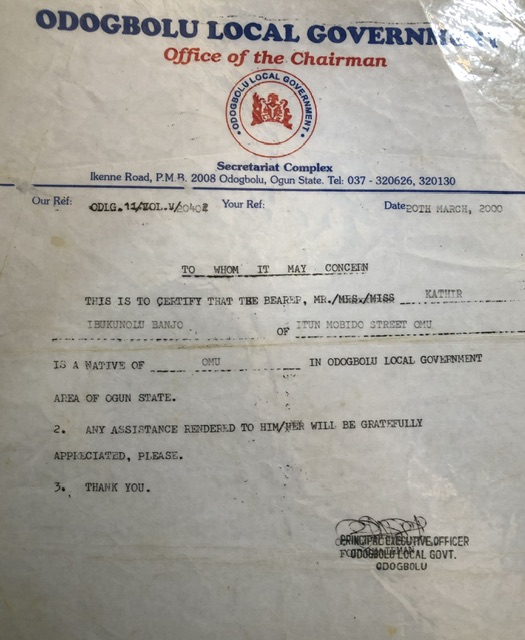 ODOGBOLU LOCAL GOVERNMENT
Office of the Chairman
ODOGBOLU LOCAL GOVERNMENT
Secretariat Complex
Ikenne Road, P.M.B. 2008 Odogbolu, Ogun State. Tel: 037 - 320626, 320130
Our Ref: ODLG.11/VOL.V/20402 Your Ref: Date 20TH MARCH, 2000
TO WHOM IT MAY CONCERN
THIS IS TO CERTIFY THAT THE BEARER, MR./MRS./MISS KATHIR
IBUKUNOLU BANJO OF ITUN MOBIDO STREET OMU
IS A NATIVE OF OMU IN ODOGBOLU LOCAL GOVERNMENT
AREA OF OGUN STATE.
2. ANY ASSISTANCE RENDERED TO HIM/HER WILL BE GRATEFULLY
APPRECIATED, PLEASE.
3. THANK YOU.
PRINCIPAL EXECUTIVE OFFICER
ODOGBOLU LOCAL GOVT.
ODOGBOLU